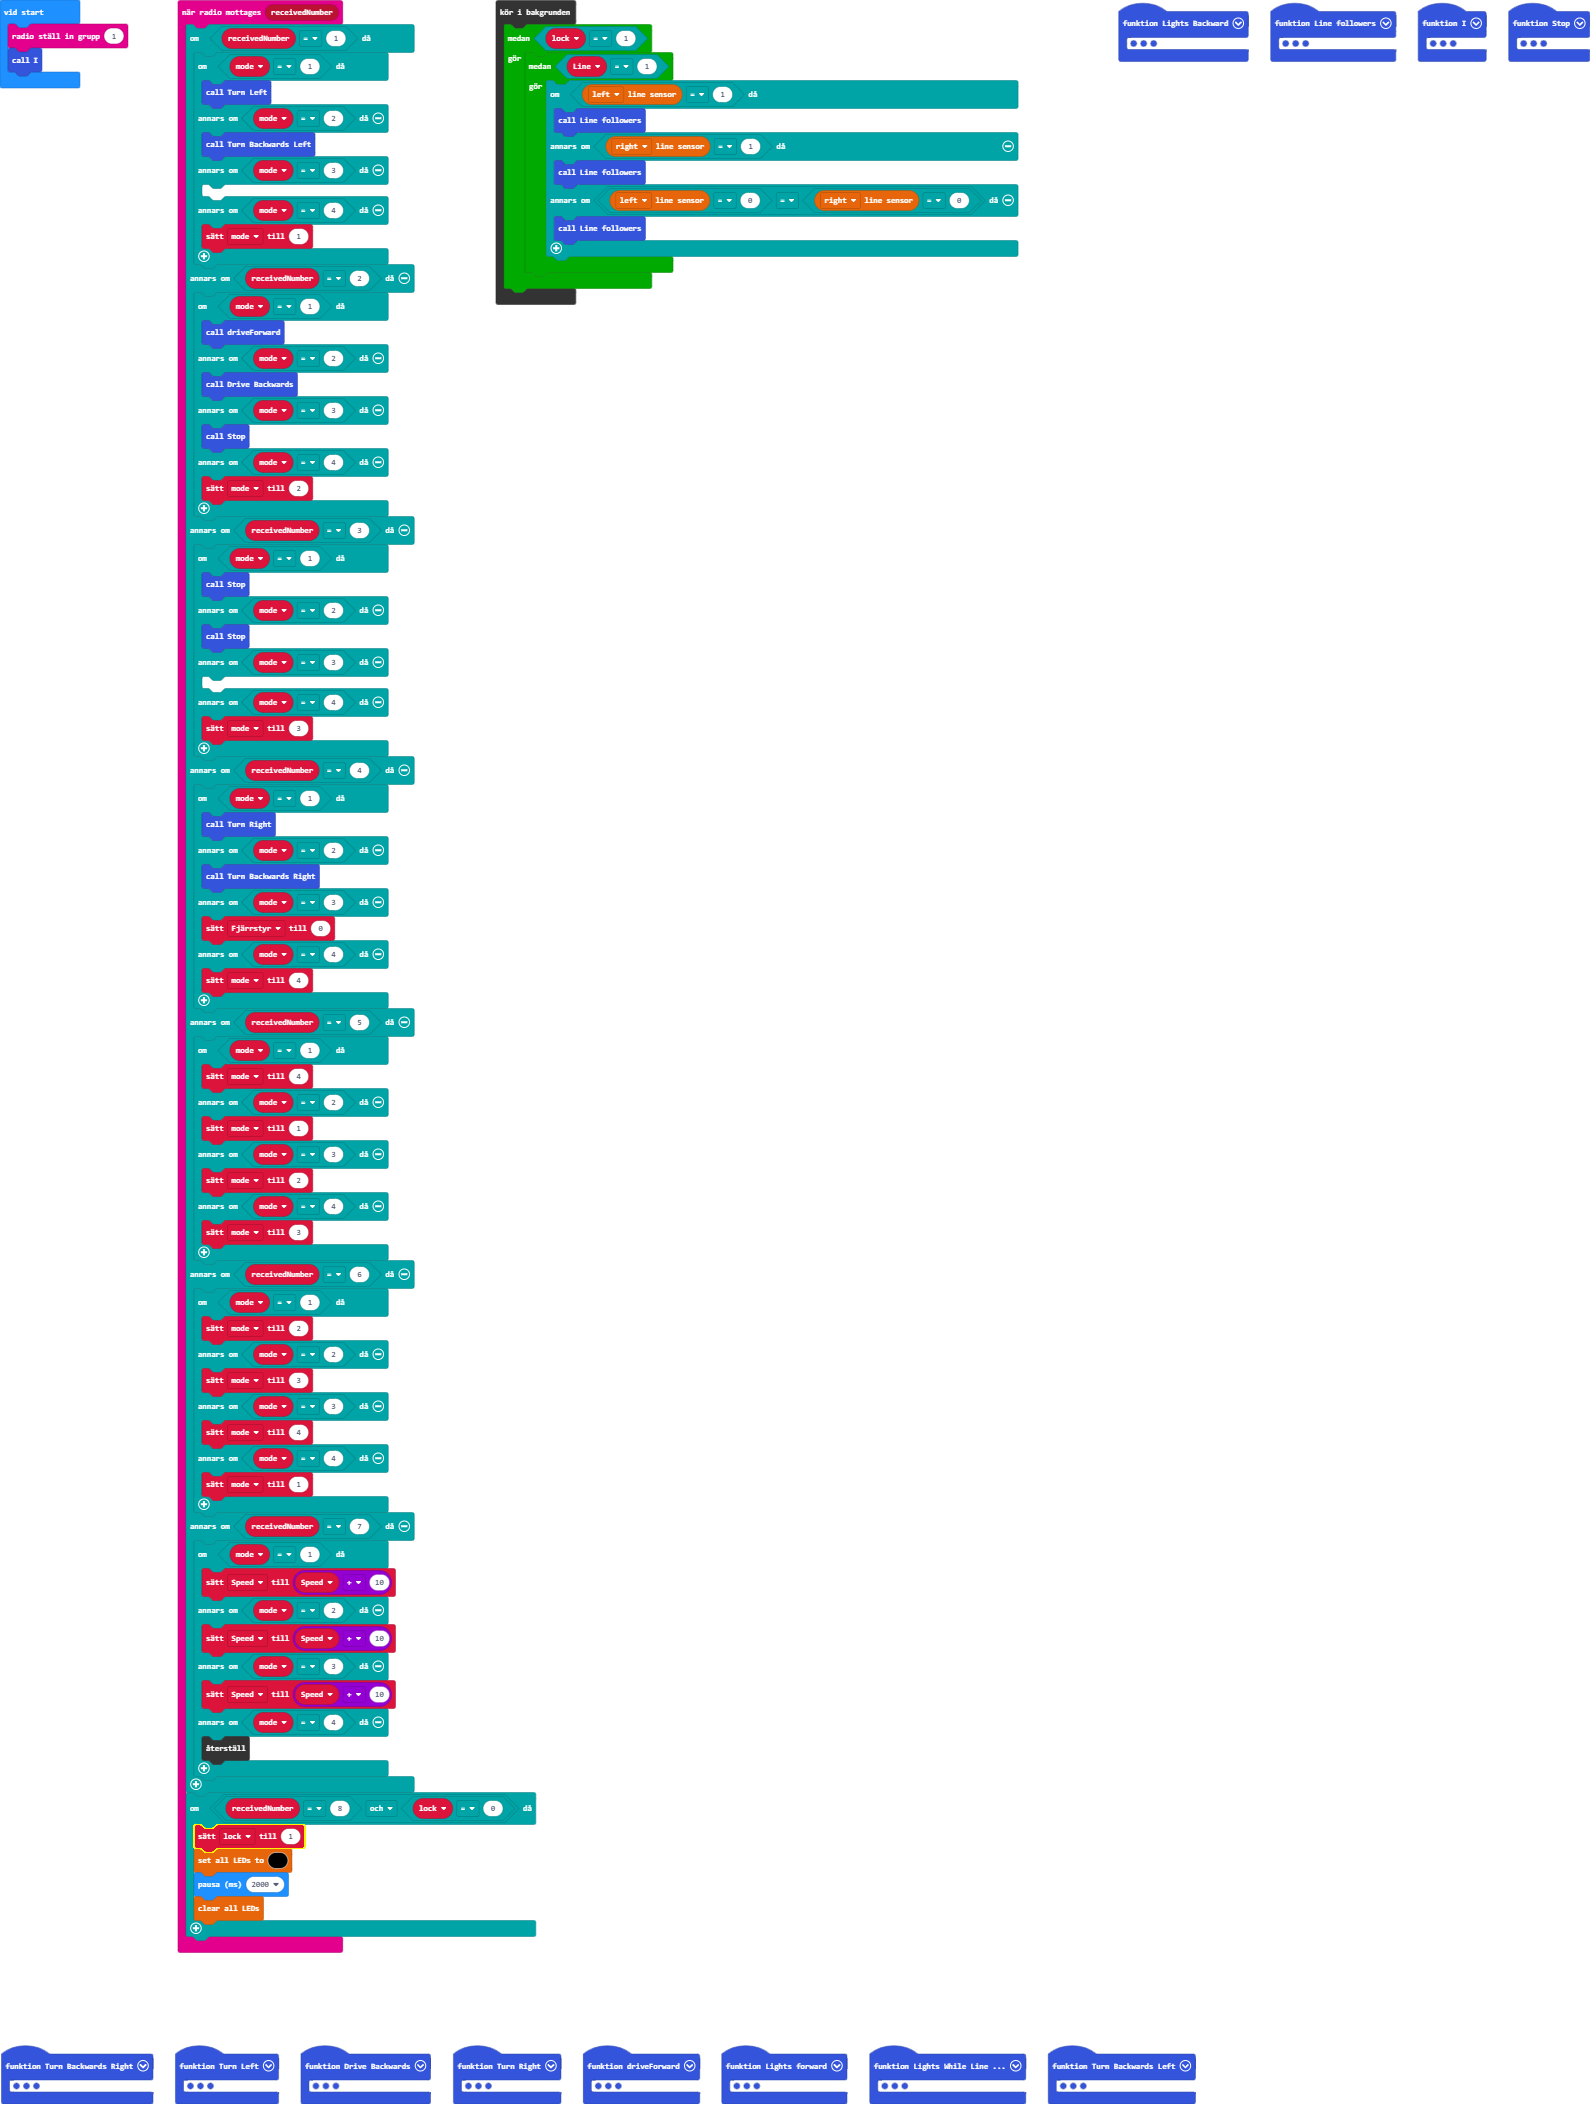 vid start
radio ställ in grupp 1
call I
när radio mottages receivedNumber
om receivedNumber = 1 då
om mode = 1 då
call Turn Left
annars om mode = 2 då
call Turn Backwards Left
annars om mode = 3 då
annars om mode = 4 då
sätt mode till 1
annars om receivedNumber = 2 då
om mode = 1 då
call driveForward
annars om mode = 2 då
call Drive Backwards
annars om mode = 3 då
call Stop
annars om mode = 4 då
sätt mode till 2
annars om receivedNumber = 3 då
om mode = 1 då
call Stop
annars om mode = 2 då
call Stop
annars om mode = 3 då
annars om mode = 4 då
sätt mode till 3
annars om receivedNumber = 4 då
om mode = 1 då
call Turn Right
annars om mode = 2 då
call Turn Backwards Right
annars om mode = 3 då
sätt Fjärrstyr till 0
annars om mode = 4 då
sätt mode till 4
annars om receivedNumber = 5 då
om mode = 1 då
sätt mode till 4
annars om mode = 2 då
sätt mode till 1
annars om mode = 3 då
sätt mode till 2
annars om mode = 4 då
sätt mode till 3
annars om receivedNumber = 6 då
om mode = 1 då
sätt mode till 2
annars om mode = 2 då
sätt mode till 3
annars om mode = 3 då
sätt mode till 4
annars om mode = 4 då
sätt mode till 1
annars om receivedNumber = 7 då
om mode = 1 då
sätt Speed till Speed + 10
annars om mode = 2 då
sätt Speed till Speed + 10
annars om mode = 3 då
sätt Speed till Speed + 10
annars om mode = 4 då
återställ
om receivedNumber = 8 och lock = 0 då
sätt lock till 1
set all LEDs to
pausa (ms) 2000
clear all LEDs
kör i bakgrunden
medan lock = 1
gör
medan Line = 1
gör
om left line sensor = 1 då
call Line followers
annars om right line sensor = 1 då
call Line followers
annars om left line sensor = 0 = right line sensor = 0 då
call Line followers
funktion Lights Backward
funktion Line followers
funktion I
funktion Stop
funktion Turn Backwards Right
funktion Turn Left
funktion Drive Backwards
funktion Turn Right
funktion driveForward
funktion Lights forward
funktion Lights While Line ...
funktion Turn Backwards Left